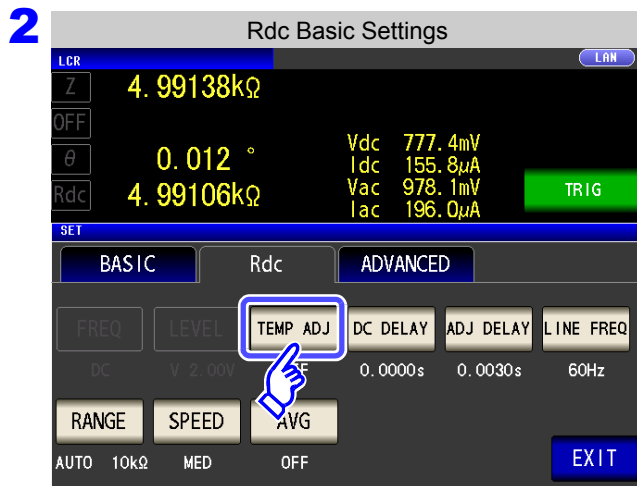 2
Rdc Basic Settings
LCR
LAN
Z 4.99138kΩ
OFF
Vdc 777.4mV
θ 0.012 °
Idc 155.8μA
Rdc 4.99106kΩ
Vac 978.1mV
Iac 196.0μA
TRIG
SET
BASIC Rdc ADVANCED
FREQ LEVEL TEMP ADJ DC DELAY ADJ DELAY LINE FREQ
DC V 2.00V 0.0000s 0.0030s 60Hz
RANGE SPEED AVG
AUTO 10kΩ MED OFF
EXIT